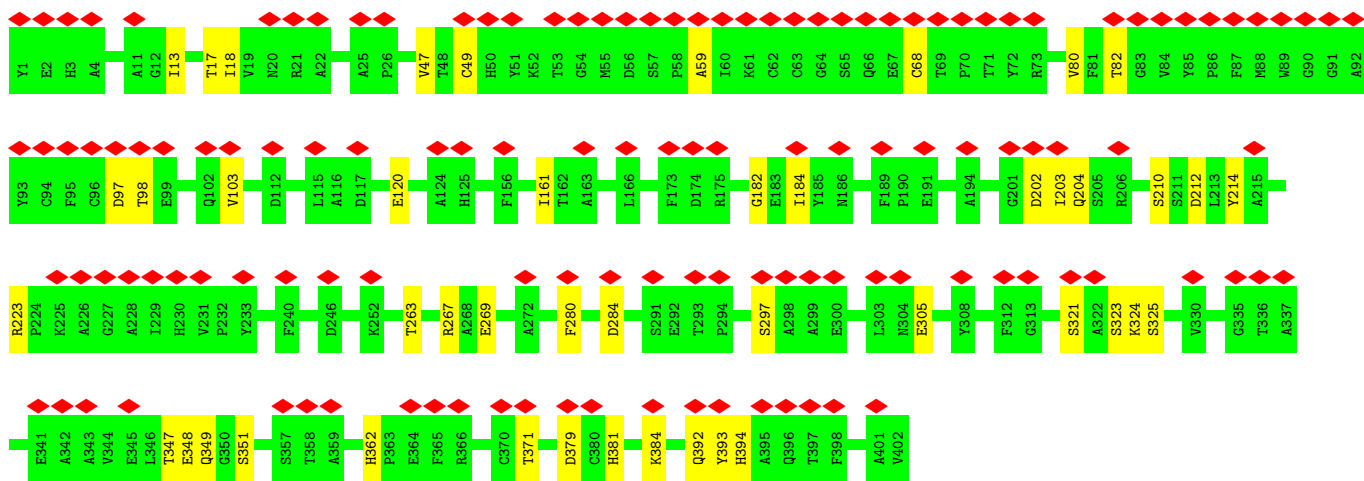 Y1 E2 H3 A4 A11 G12 I13 T17 I18 V19 N20 R21 A22 A25 P26 V47 T48 C49 H50 Y51 K52 T53 G54 M55 D56 S57 P58 A59 I60 K61 C62 C63 G64 S65 Q66 E67 C68 T69 P70 T71 Y72 R73 V80 F81 T82 G83 V84 Y85 P86 F87 M88 W89 G90 G91 A92
Y93 C94 F95 C96 D97 T98 E99 Q102 V103 D112 L115 A116 D117 E120 A124 H125 F156 I161 T162 A163 L166 F173 D174 R175 G182 E183 I184 Y185 N186 F189 P190 E191 A194 G201 D202 I203 Q204 S205 R206 S210 S211 D212 L213 Y214 A215
R223 P224 K225 A226 G227 A228 I229 H230 V231 P232 Y233 F240 D246 K252 T263 R267 A268 E269 A272 F280 D284 S291 E292 T293 P294 S297 A298 A299 E300 L303 N304 E305 Y308 F312 G313 S321 A322 S323 K324 S325 V330 G335 T336 A337
E341 A342 A343 V344 E345 L346 T347 E348 Q349 G350 S351 S357 T358 A359 H362 P363 E364 F365 R366 C370 T371 D379 C380 H381 K384 Q392 Y393 H394 A395 Q396 T397 F398 A401 V402